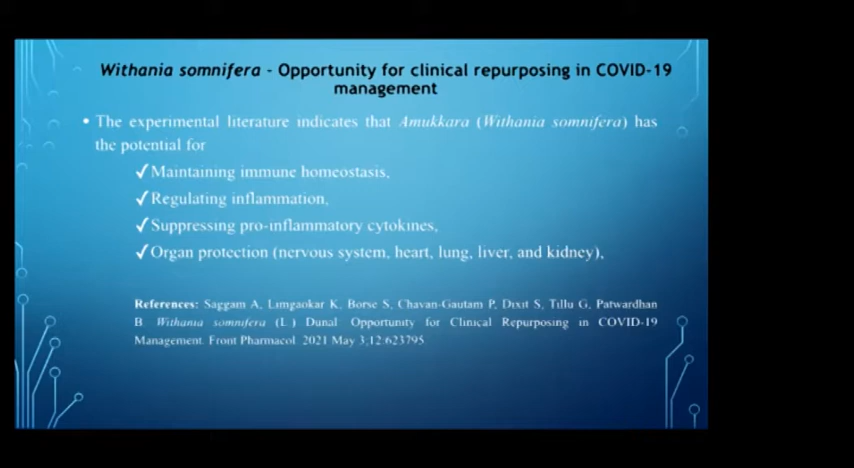 Withania somnifera - Opportunity for clinical repurposing in COVID-19
management
• The experimental literature indicates that Amukkara (Withania somnifera) has
the potential for
✓Maintaining immune homeostasis,
✓Regulating inflammation,
✓Suppressing pro-inflammatory cytokines,
✓Organ protection (nervous system, heart, lung, liver, and kidney),
References: Saggam A, Limgaokar K, Borse S, Chavan-Gautam P, Dixit S, Tillu G, Patwardhan
B. Withania somnifera (L.) Dunal Opportunity for Clinical Repurposing in COVID-19
Management. Front Pharmacol. 2021 May 3;12:623795